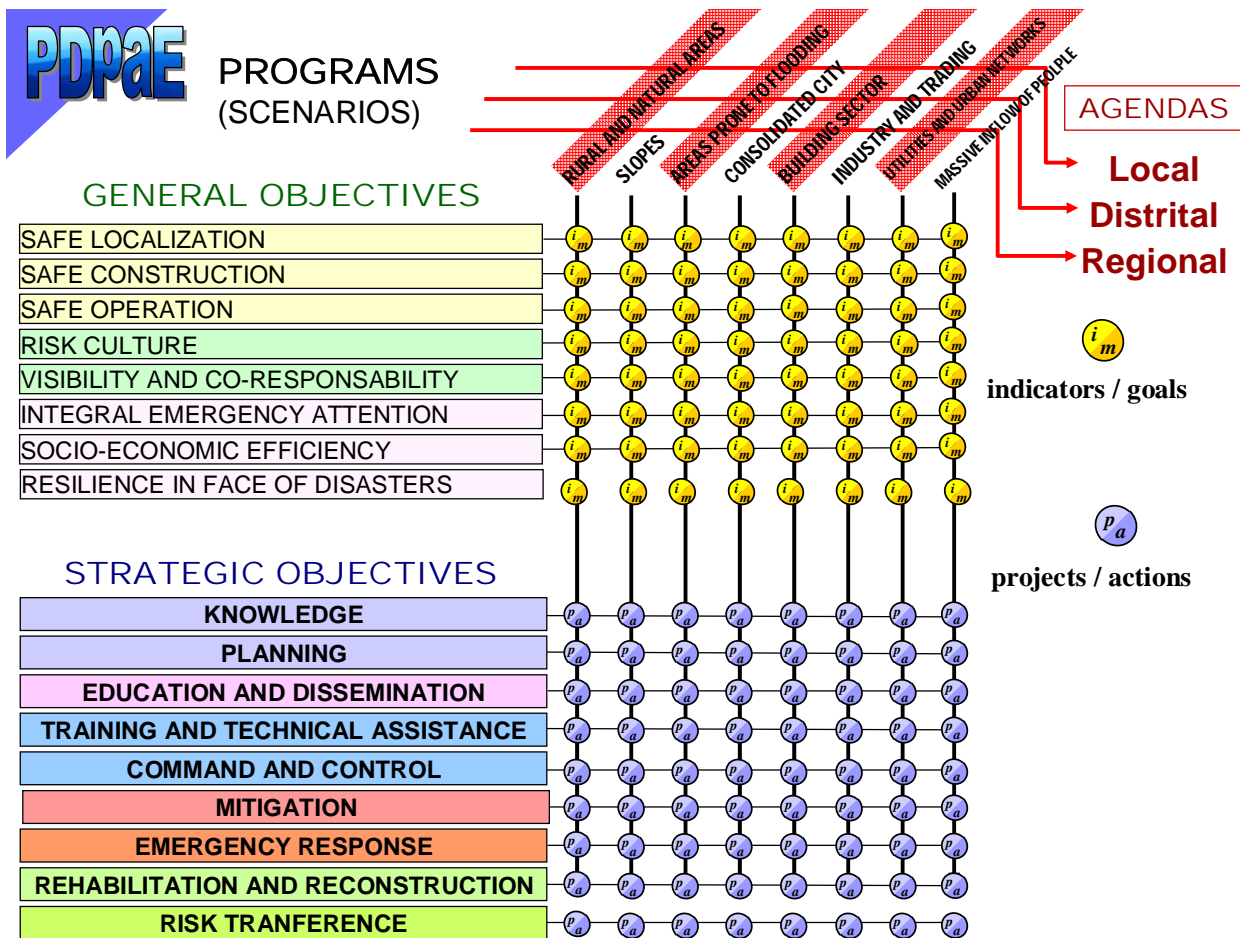 PDPaE
PROGRAMS
(SCENARIOS)
RURAL AND NATURAL AREAS
SLOPES
AREAS PRONE TO FLOODING
CONSOLIDATED CITY
BUILDING SECTOR
INDUSTRY AND TRADING
UTILITIES AND URBAN NETWORKS
MASSIVE INFLOW OF PEOLPLE
AGENDAS
Local
Distrital
Regional
GENERAL OBJECTIVES
SAFE LOCALIZATION
i m i m i m i m i m i m i m i m
SAFE CONSTRUCTION
i m i m i m i m i m i m i m i m
SAFE OPERATION
i m i m i m i m i m i m i m i m
RISK CULTURE
i m i m i m i m i m i m i m i m
VISIBILITY AND CO-RESPONSABILITY
i m i m i m i m i m i m i m i m
INTEGRAL EMERGENCY ATTENTION
i m i m i m i m i m i m i m i m
SOCIO-ECONOMIC EFFICIENCY
i m i m i m i m i m i m i m i m
RESILIENCE IN FACE OF DISASTERS
i m i m i m i m i m i m i m i m
i m
indicators / goals
p a
projects / actions
STRATEGIC OBJECTIVES
KNOWLEDGE
p a p a p a p a p a p a p a p a
PLANNING
p a p a p a p a p a p a p a p a
EDUCATION AND DISSEMINATION
p a p a p a p a p a p a p a p a
TRAINING AND TECHNICAL ASSISTANCE
p a p a p a p a p a p a p a p a
COMMAND AND CONTROL
p a p a p a p a p a p a p a p a
MITIGATION
p a p a p a p a p a p a p a p a
EMERGENCY RESPONSE
p a p a p a p a p a p a p a p a
REHABILITATION AND RECONSTRUCTION
p a p a p a p a p a p a p a p a
RISK TRANFERENCE
p a p a p a p a p a p a p a p a